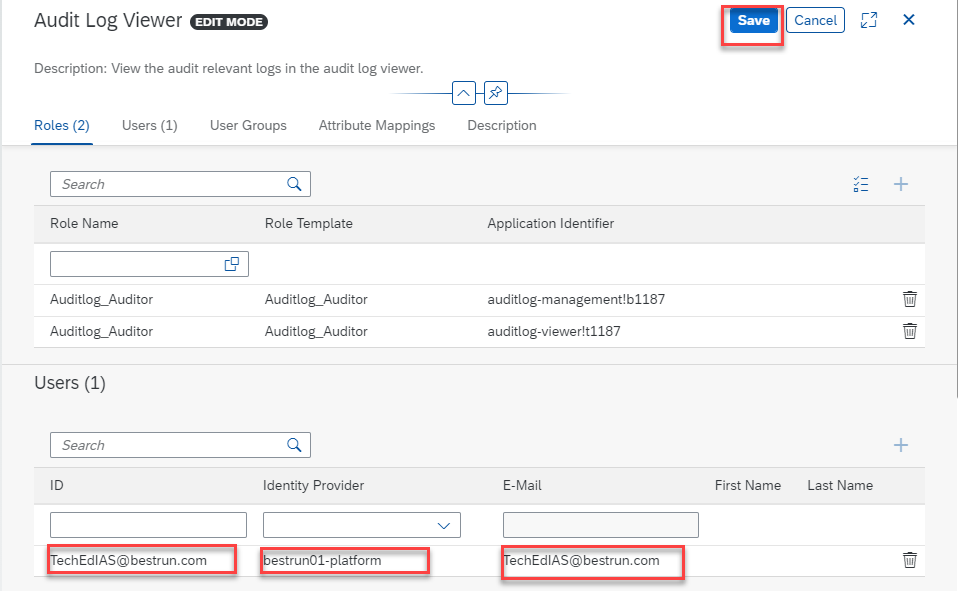 Audit Log Viewer EDIT MODE Save Cancel
Description: View the audit relevant logs in the audit log viewer.
Roles (2) Users (1) User Groups Attribute Mappings Description
Search
Role Name Role Template Application Identifier
Auditlog_Auditor Auditlog_Auditor auditlog-management!b1187
Auditlog_Auditor Auditlog_Auditor auditlog-viewer!t1187
Users (1)
Search
ID Identity Provider E-Mail First Name Last Name
TechEdIAS@bestrun.com bestrun01-platform TechEdIAS@bestrun.com